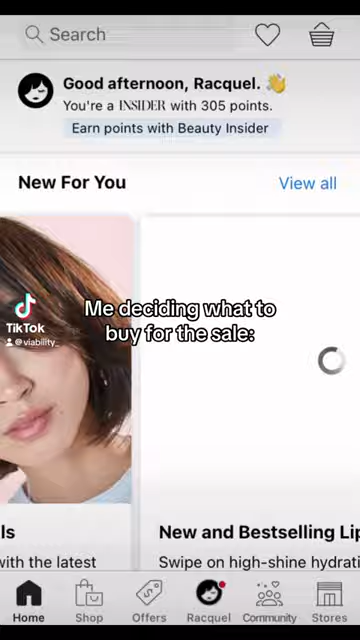 Search
Good afternoon, Racquel. 👋
You're a INSIDER with 305 points.
Earn points with Beauty Insider
New For You
View all
Me deciding what to
buy for the sale:
TikTok
@viability_
ls
New and Bestselling Lip
with the latest
Swipe on high-shine hydrati
Home
Shop
Offers
Racquel
Community
Stores